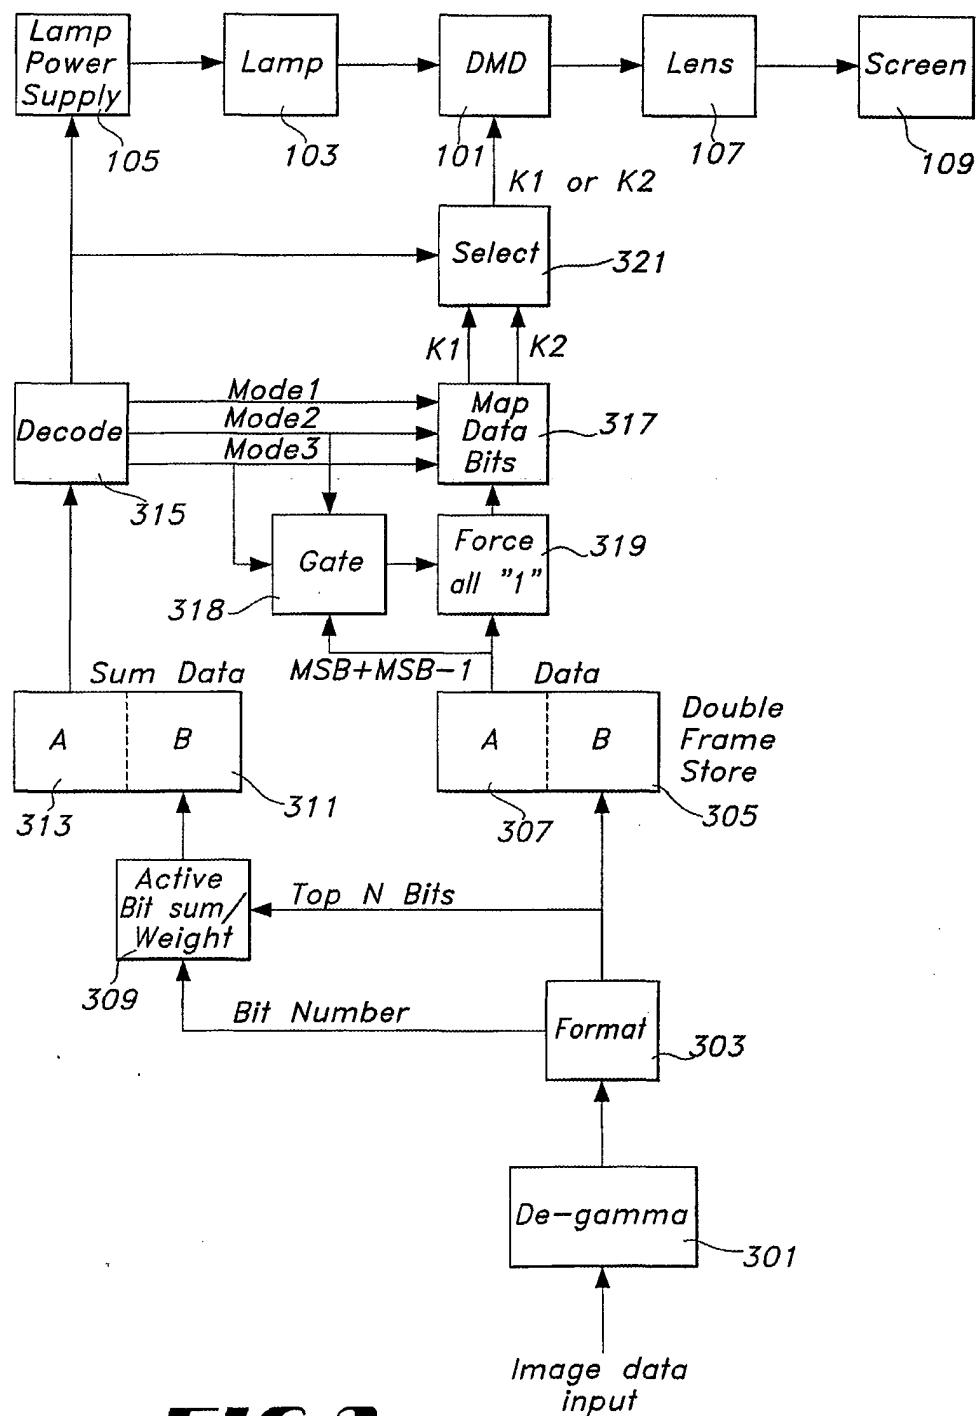 Lamp
Power
Supply
Lamp
DMD
Lens
Screen
105
103
101
107
109
K1 or K2
Select
321
K1
K2
Decode
Mode1
Mode2
Mode3
Map
Data
Bits
317
315
Gate
Force
all "1"
319
318
MSB+MSB-1
Sum Data
Data
A
B
A
B
Double
Frame
Store
313
311
307
305
Active
Bit sum/
Weight
Top N Bits
309
Bit Number
Format
303
De-gamma
301
Image data
input